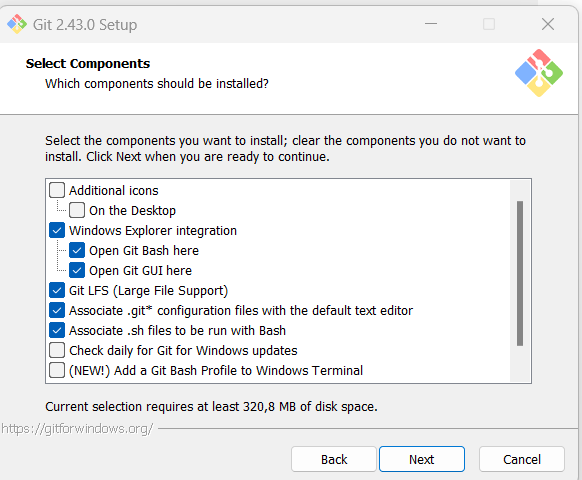 Git 2.43.0 Setup
Select Components
Which components should be installed?
Select the components you want to install; clear the components you do not want to
install. Click Next when you are ready to continue.
Additional icons
On the Desktop
Windows Explorer integration
Open Git Bash here
Open Git GUI here
Git LFS (Large File Support)
Associate .git* configuration files with the default text editor
Associate .sh files to be run with Bash
Check daily for Git for Windows updates
(NEW!) Add a Git Bash Profile to Windows Terminal
Current selection requires at least 320,8 MB of disk space.
https://gitforwindows.org/
Back Next Cancel